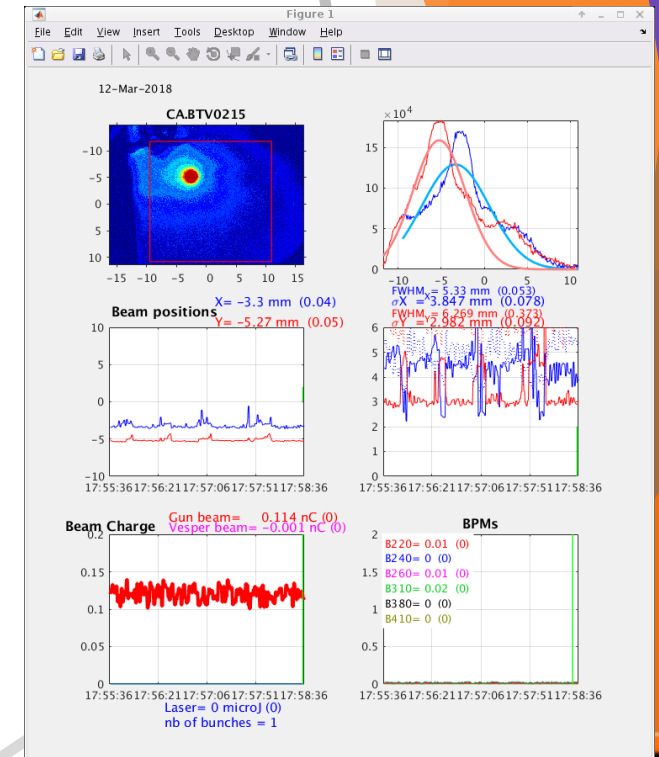 Figure 1
File Edit View Insert Tools Desktop Window Help
12-Mar-2018
CA.BTV0215
-10
-5
0
5
10
-15 -10 -5 0 5 10 15
×10⁴
15
10
5
0
-10 -5 0 5 10
X= -3.3 mm (0.04)
Y= -5.27 mm (0.05)
FWHMₓ= 5.33 mm (0.053)
σX = 3.847 mm (0.078)
FWHMᵧ= 6.269 mm (0.373)
σY = 2.982 mm (0.092)
Beam positions
10
5
0
-5
-10
17:55:36 17:56:21 17:57:06 17:57:51 17:58:36
6
5
4
3
2
1
0
17:55:36 17:56:21 17:57:06 17:57:51 17:58:36
Gun beam= 0.114 nC (0)
Beam Charge Vesper beam= -0.001 nC (0)
0.2
0.15
0.1
0.05
0
17:55:36 17:56:21 17:57:06 17:57:51 17:58:36
Laser= 0 microJ (0)
nb of bunches = 1
BPMs
2
1.5
1
0.5
0
B220= 0.01 (0)
B240= 0 (0)
B260= 0.01 (0)
B310= 0.02 (0)
B380= 0 (0)
B410= 0 (0)
17:55:36 17:56:21 17:57:06 17:57:51 17:58:36